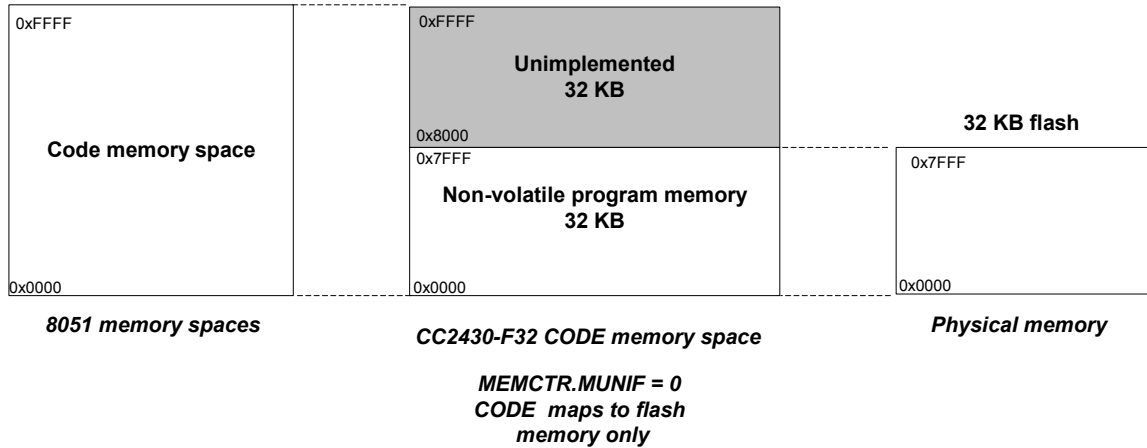 0xFFFF
Code memory space
0x0000
8051 memory spaces
0xFFFF
Unimplemented
32 KB
0x8000
0x7FFF
Non-volatile program memory
32 KB
0x0000
CC2430-F32 CODE memory space
MEMCTR.MUNIF = 0
CODE maps to flash
memory only
32 KB flash
0x7FFF
0x0000
Physical memory